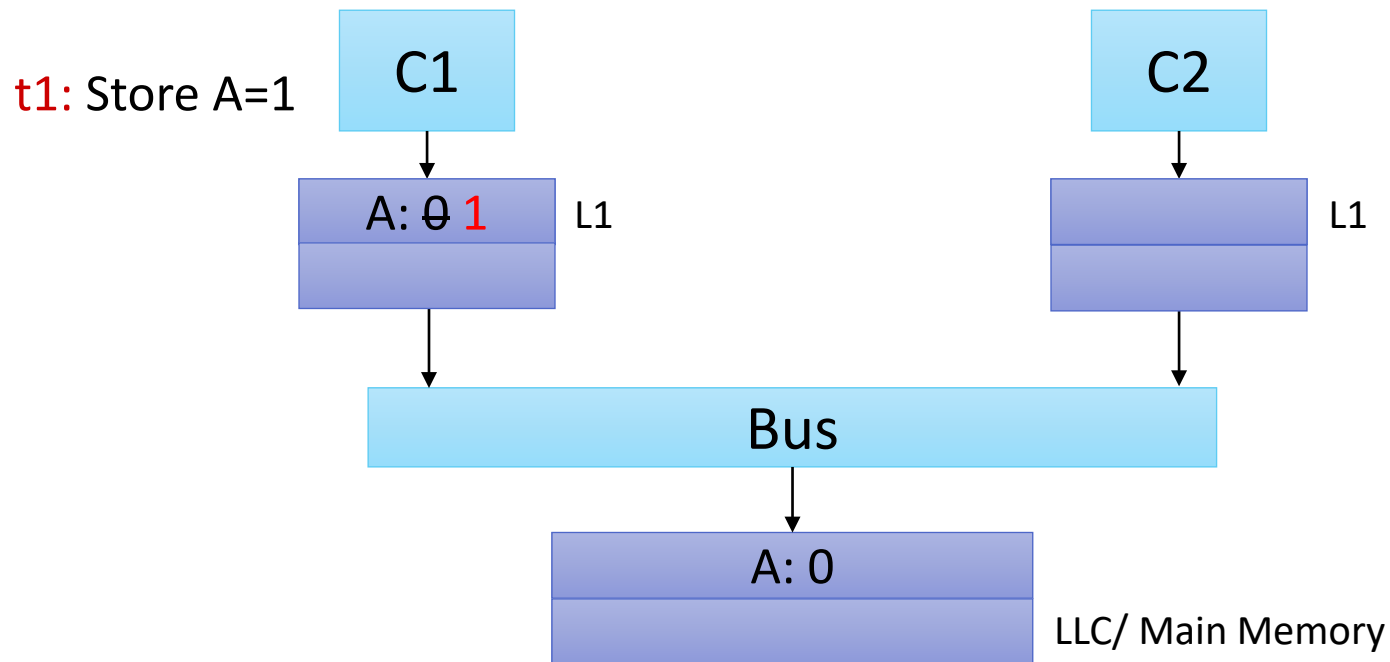 C1
C2
t1: Store A=1
A: 0 1
L1
L1
Bus
A: 0
LLC/ Main Memory